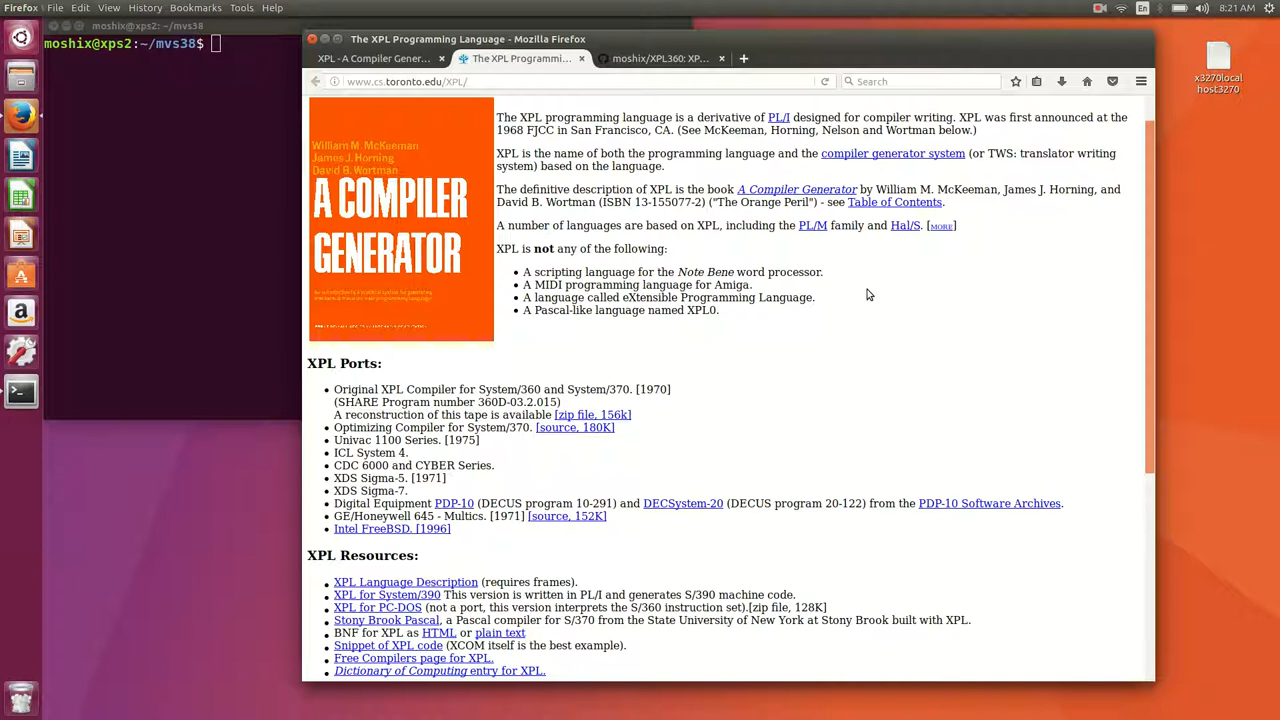 Firefox File Edit View History Bookmarks Tools Help
En 8:21 AM
moshix@xps2: ~/mvs38
moshix@xps2:~/mvs38$
x3270local
host3270
The XPL Programming Language - Mozilla Firefox
XPL - A Compiler Gener...
The XPL Programmi...
moshix/XPL360: XP...
www.cs.toronto.edu/XPL/
Search
William M. McKeeman
James J. Horning
David B. Wortman
A COMPILER
GENERATOR
The XPL programming language is a derivative of PL/I designed for compiler writing. XPL was first announced at the
1968 FJCC in San Francisco, CA. (See McKeeman, Horning, Nelson and Wortman below.)
XPL is the name of both the programming language and the compiler generator system (or TWS: translator writing
system) based on the language.
The definitive description of XPL is the book A Compiler Generator by William M. McKeeman, James J. Horning, and
David B. Wortman (ISBN 13-155077-2) ("The Orange Peril") - see Table of Contents.
A number of languages are based on XPL, including the PL/M family and Hal/S. [MORE]
XPL is not any of the following:
• A scripting language for the Note Bene word processor.
• A MIDI programming language for Amiga.
• A language called eXtensible Programming Language.
• A Pascal-like language named XPL0.
XPL Ports:
• Original XPL Compiler for System/360 and System/370. [1970]
(SHARE Program number 360D-03.2.015)
A reconstruction of this tape is available [zip file, 156k]
• Optimizing Compiler for System/370. [source, 180K]
• Univac 1100 Series. [1975]
• ICL System 4.
• CDC 6000 and CYBER Series.
• XDS Sigma-5. [1971]
• XDS Sigma-7.
• Digital Equipment PDP-10 (DECUS program 10-291) and DECSystem-20 (DECUS program 20-122) from the PDP-10 Software Archives.
• GE/Honeywell 645 - Multics. [1971] [source, 152K]
• Intel FreeBSD. [1996]
XPL Resources:
• XPL Language Description (requires frames).
• XPL for System/390 This version is written in PL/I and generates S/390 machine code.
• XPL for PC-DOS (not a port, this version interprets the S/360 instruction set).[zip file, 128K]
• Stony Brook Pascal, a Pascal compiler for S/370 from the State University of New York at Stony Brook built with XPL.
• BNF for XPL as HTML or plain text
• Snippet of XPL code (XCOM itself is the best example).
• Free Compilers page for XPL.
• Dictionary of Computing entry for XPL.